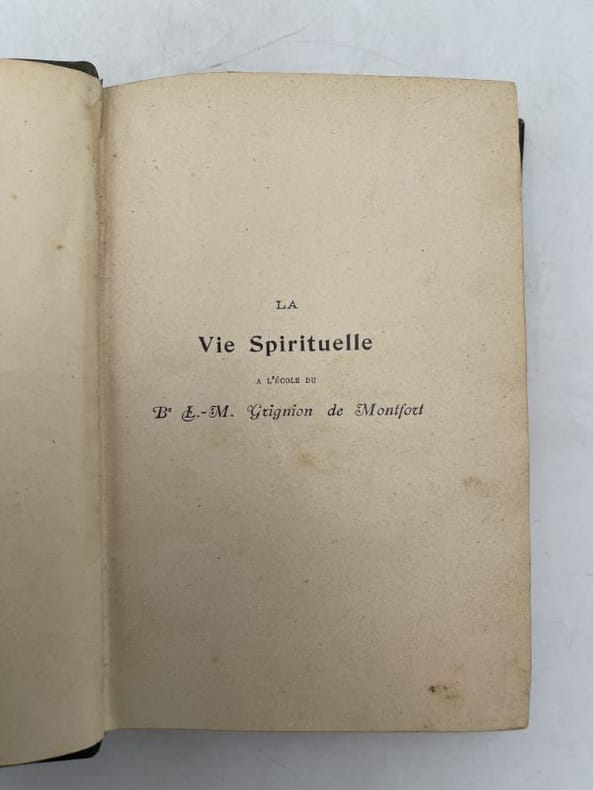 LA
Vie Spirituelle
A L'ÉCOLE DU
Bx L.-M. Grignion de Montfort